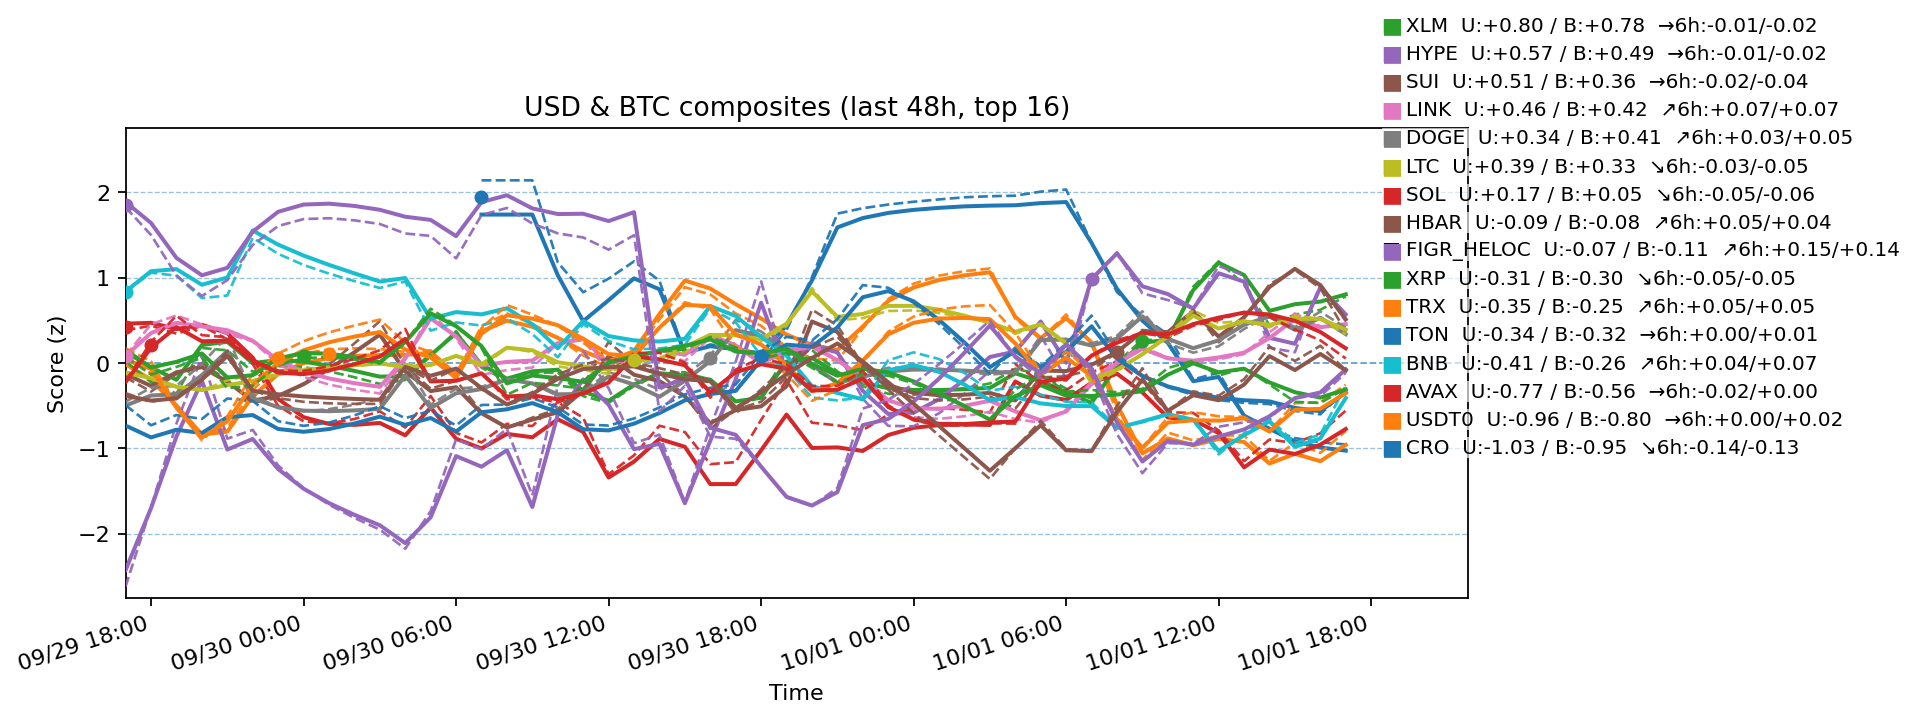 XLM  U:+0.80 / B:+0.78  →6h:-0.01/-0.02
HYPE  U:+0.57 / B:+0.49  →6h:-0.01/-0.02
SUI  U:+0.51 / B:+0.36  →6h:-0.02/-0.04
LINK  U:+0.46 / B:+0.42  ↗6h:+0.07/+0.07
DOGE  U:+0.34 / B:+0.41  ↗6h:+0.03/+0.05
LTC  U:+0.39 / B:+0.33  ↘6h:-0.03/-0.05
SOL  U:+0.17 / B:+0.05  ↘6h:-0.05/-0.06
HBAR  U:-0.09 / B:-0.08  ↗6h:+0.05/+0.04
FIGR_HELOC  U:-0.07 / B:-0.11  ↗6h:+0.15/+0.14
XRP  U:-0.31 / B:-0.30  ↘6h:-0.05/-0.05
TRX  U:-0.35 / B:-0.25  ↗6h:+0.05/+0.05
TON  U:-0.34 / B:-0.32  →6h:+0.00/+0.01
BNB  U:-0.41 / B:-0.26  ↗6h:+0.04/+0.07
AVAX  U:-0.77 / B:-0.56  →6h:-0.02/+0.00
USDT0  U:-0.96 / B:-0.80  →6h:+0.00/+0.02
CRO  U:-1.03 / B:-0.95  ↘6h:-0.14/-0.13
USD & BTC composites (last 48h, top 16)
Score (z)
2
1
0
−1
−2
09/29 18:00
09/30 00:00
09/30 06:00
09/30 12:00
09/30 18:00
10/01 00:00
10/01 06:00
10/01 12:00
10/01 18:00
Time